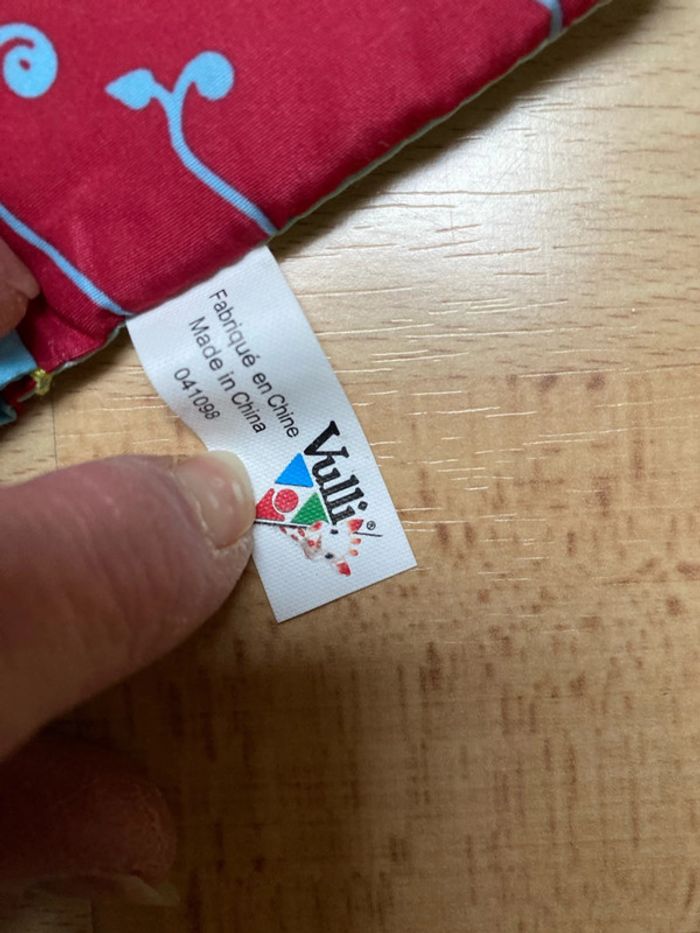 Fabriqué en Chine
Made in China
041098
Vulli®